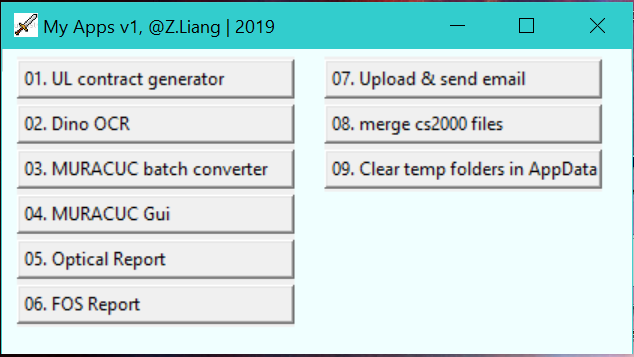 My Apps v1, @Z.Liang | 2019
01. UL contract generator
02. Dino OCR
03. MURACUC batch converter
04. MURACUC Gui
05. Optical Report
06. FOS Report
07. Upload & send email
08. merge cs2000 files
09. Clear temp folders in AppData